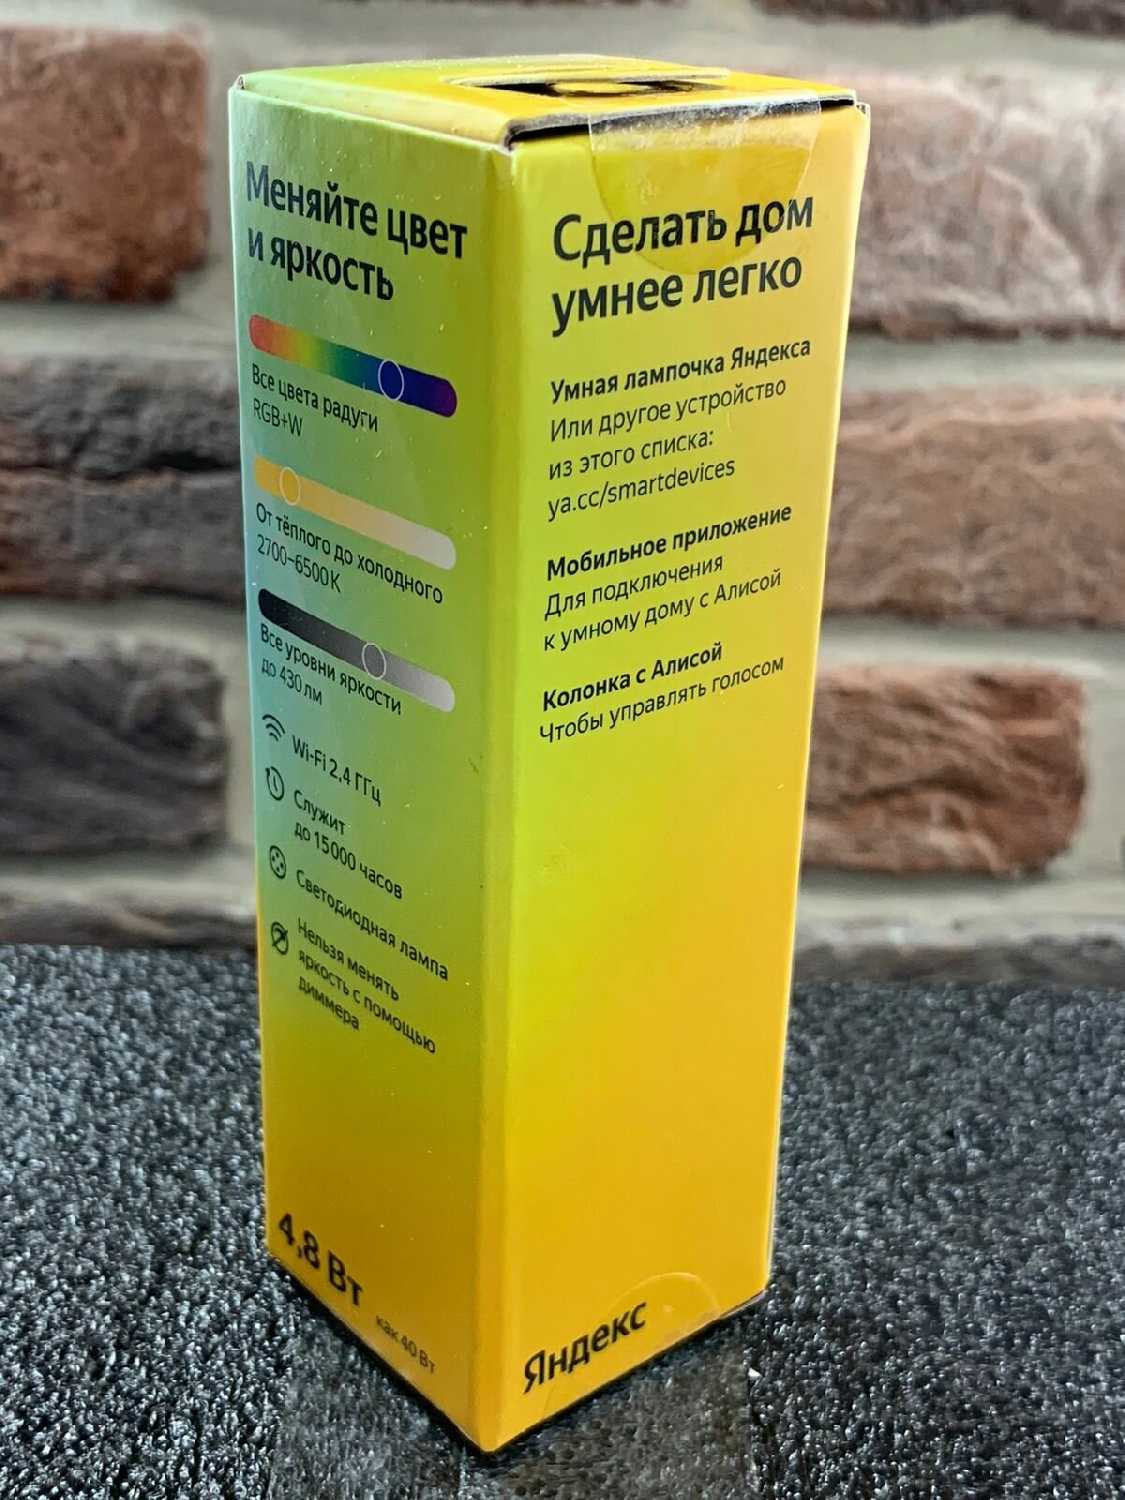 Меняйте цвет
и яркость
Все цвета радуги
RGB+W
От тёплого до холодного
2700–6500K
Все уровни яркости
до 430 лм
Wi-Fi 2,4 ГГц
Служит
до 15000 часов
Светодиодная лампа
Нельзя менять
яркость с помощью
диммера
4,8 Вт
как 40 Вт
Сделать дом
умнее легко
Умная лампочка Яндекса
Или другое устройство
из этого списка:
ya.cc/smartdevices
Мобильное приложение
Для подключения
к умному дому с Алисой
Колонка с Алисой
Чтобы управлять голосом
Яндекс